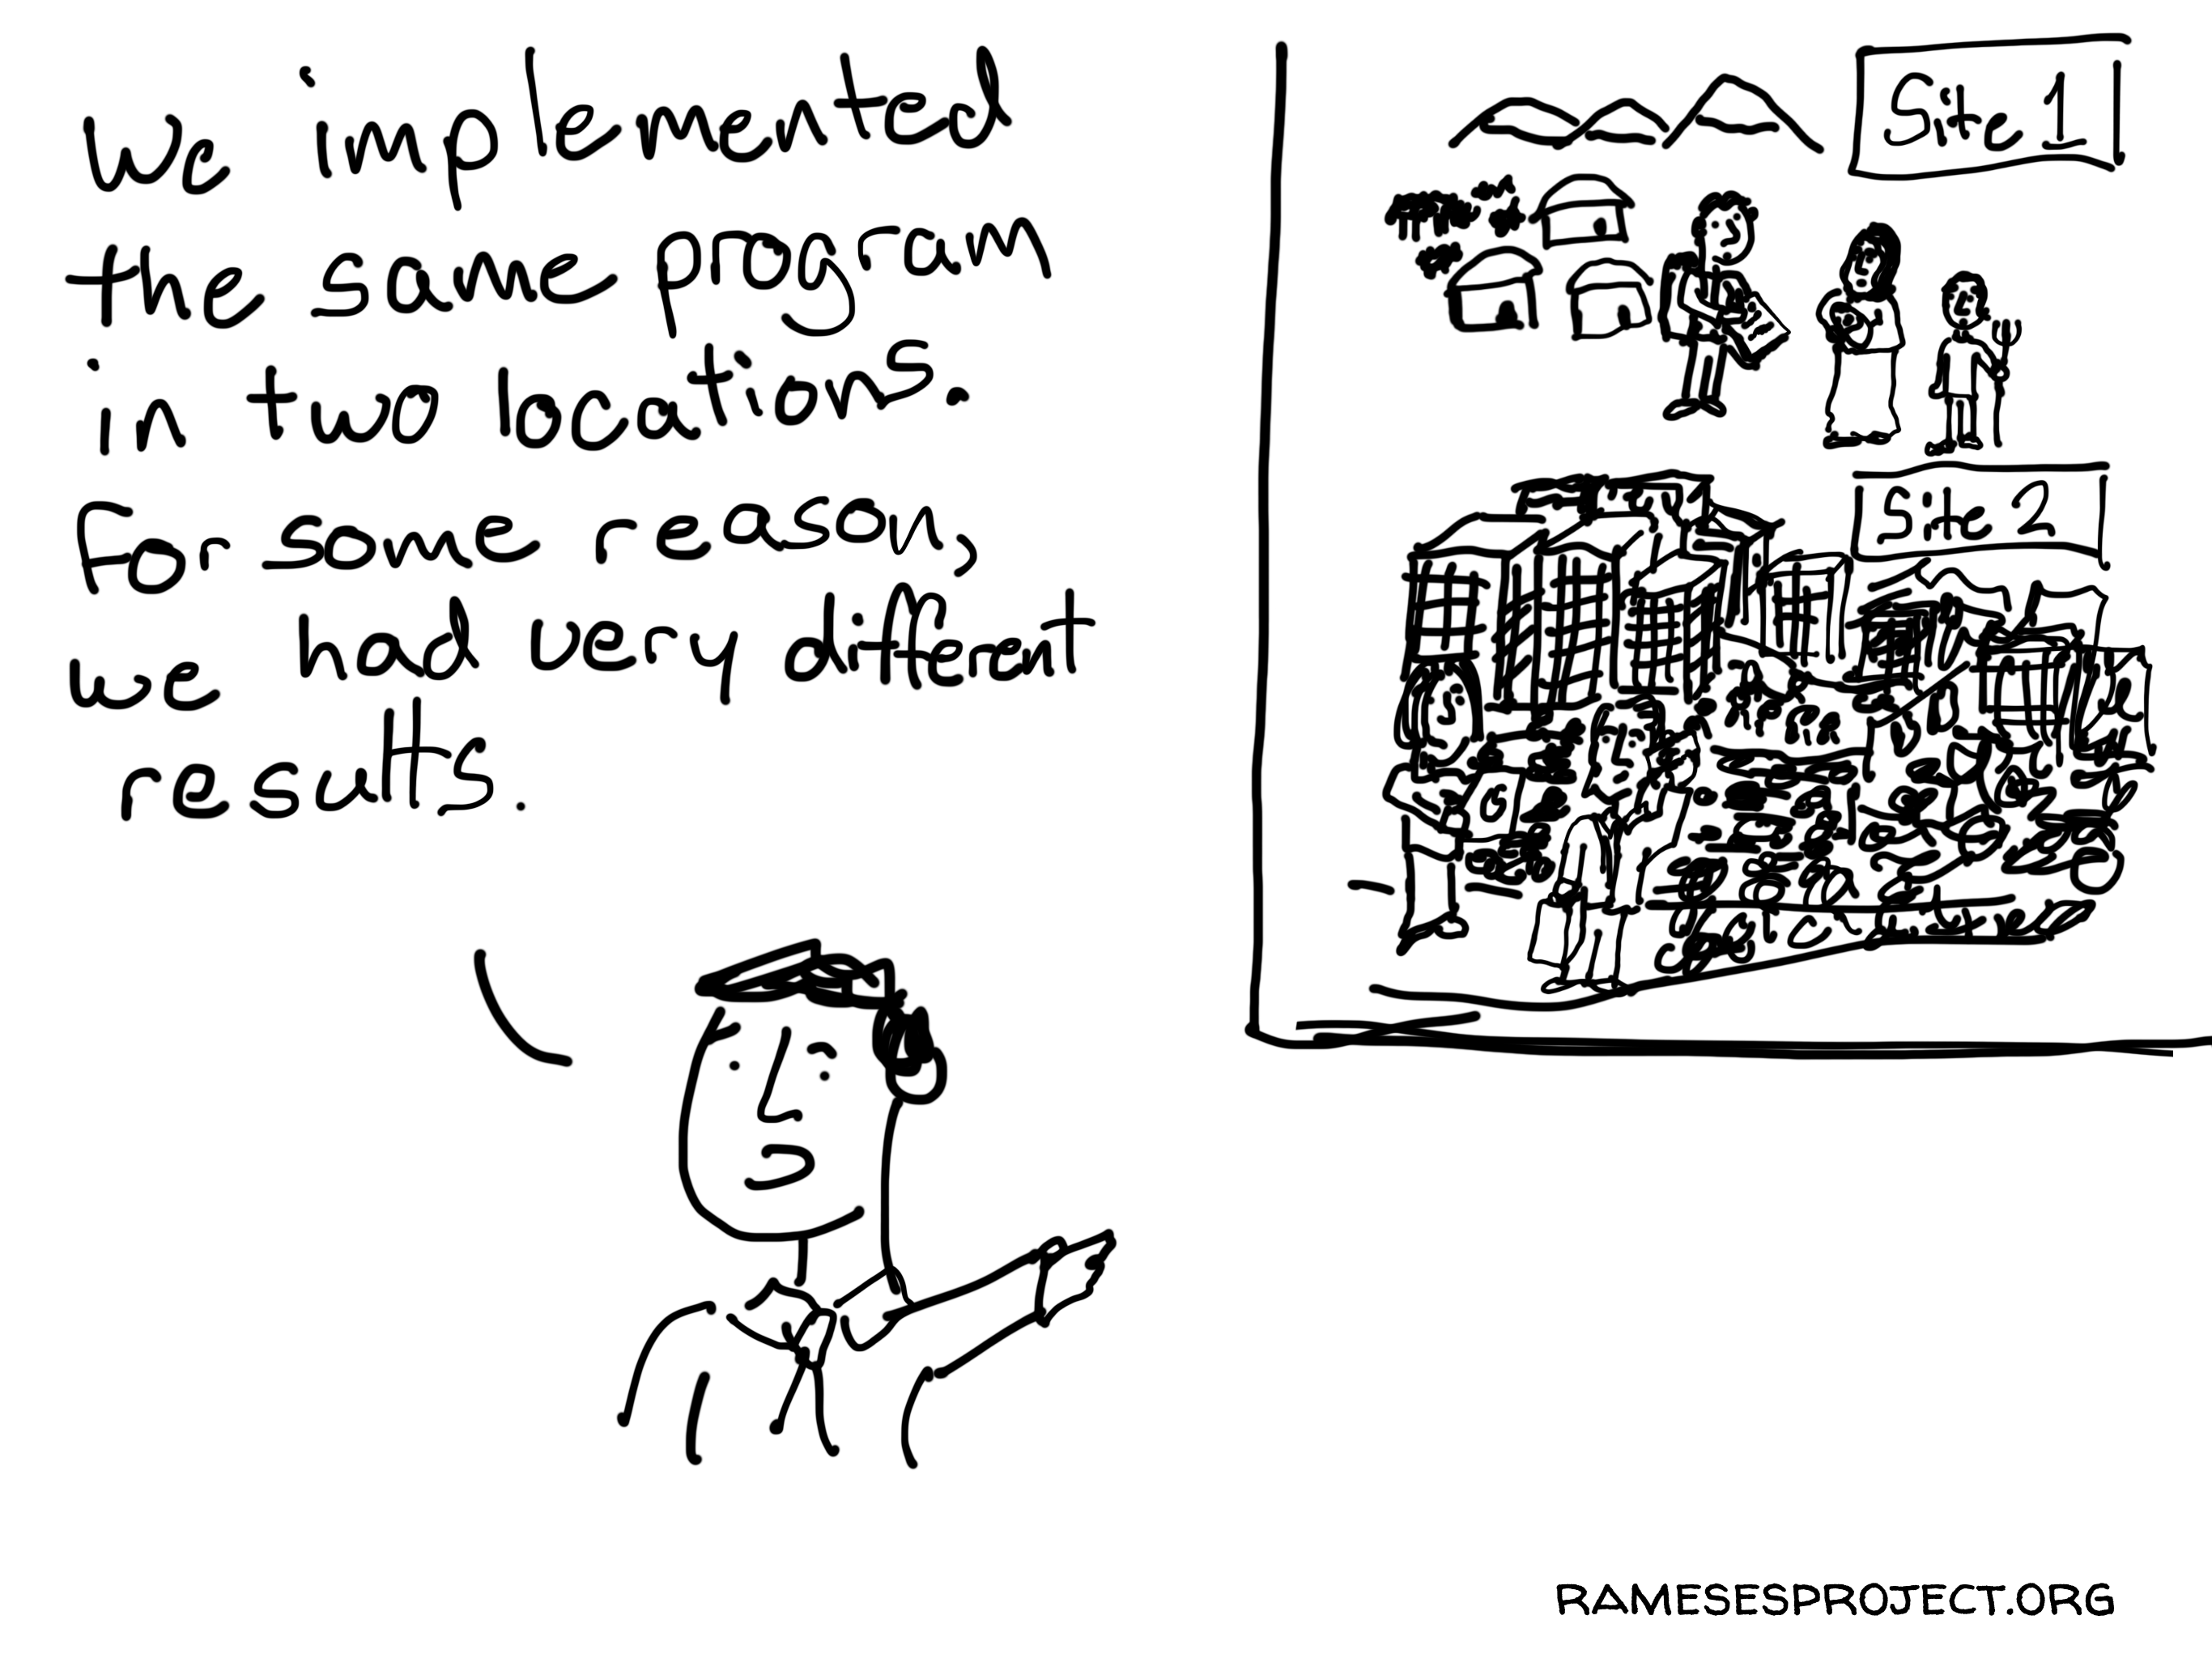 We implemented
the same program
in two locations.
For some reason,
we had very different
results.
Site 1
Site 2
RAMESESPROJECT.ORG